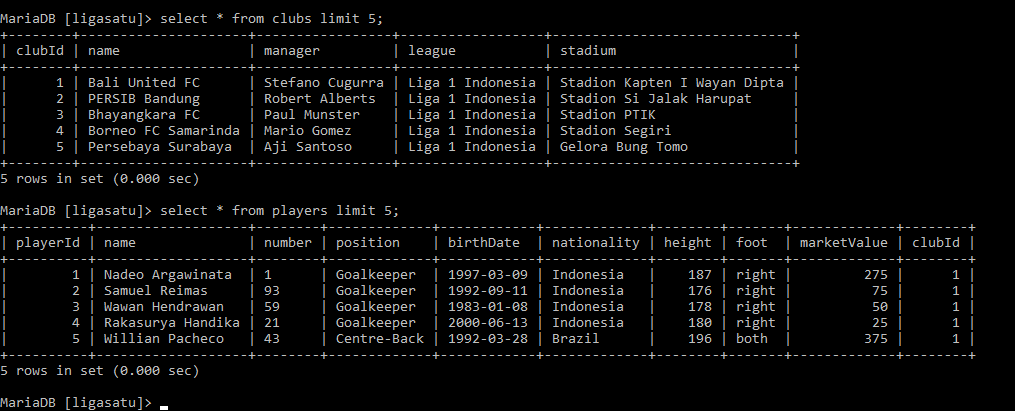 MariaDB [ligasatu]> select * from clubs limit 5;
+--------+---------------------+-----------------+------------------+-----------------------------+
| clubId | name                | manager         | league           | stadium                     |
+--------+---------------------+-----------------+------------------+-----------------------------+
|      1 | Bali United FC      | Stefano Cugurra | Liga 1 Indonesia | Stadion Kapten I Wayan Dipta |
|      2 | PERSIB Bandung      | Robert Alberts  | Liga 1 Indonesia | Stadion Si Jalak Harupat    |
|      3 | Bhayangkara FC      | Paul Munster    | Liga 1 Indonesia | Stadion PTIK                |
|      4 | Borneo FC Samarinda | Mario Gomez     | Liga 1 Indonesia | Stadion Segiri              |
|      5 | Persebaya Surabaya  | Aji Santoso     | Liga 1 Indonesia | Gelora Bung Tomo            |
+--------+---------------------+-----------------+------------------+-----------------------------+
5 rows in set (0.000 sec)
MariaDB [ligasatu]> select * from players limit 5;
+----------+--------------------+--------+-------------+------------+-------------+--------+-------+-------------+--------+
| playerId | name               | number | position    | birthDate  | nationality | height | foot  | marketValue | clubId |
+----------+--------------------+--------+-------------+------------+-------------+--------+-------+-------------+--------+
|        1 | Nadeo Argawinata   | 1      | Goalkeeper  | 1997-03-09 | Indonesia   |    187 | right |         275 |      1 |
|        2 | Samuel Reimas      | 93     | Goalkeeper  | 1992-09-11 | Indonesia   |    176 | right |          75 |      1 |
|        3 | Wawan Hendrawan    | 59     | Goalkeeper  | 1983-01-08 | Indonesia   |    178 | right |          50 |      1 |
|        4 | Rakasurya Handika  | 21     | Goalkeeper  | 2000-06-13 | Indonesia   |    180 | right |          25 |      1 |
|        5 | Willian Pacheco    | 43     | Centre-Back | 1992-03-28 | Brazil      |    196 | both  |         375 |      1 |
+----------+--------------------+--------+-------------+------------+-------------+--------+-------+-------------+--------+
5 rows in set (0.000 sec)
MariaDB [ligasatu]> _